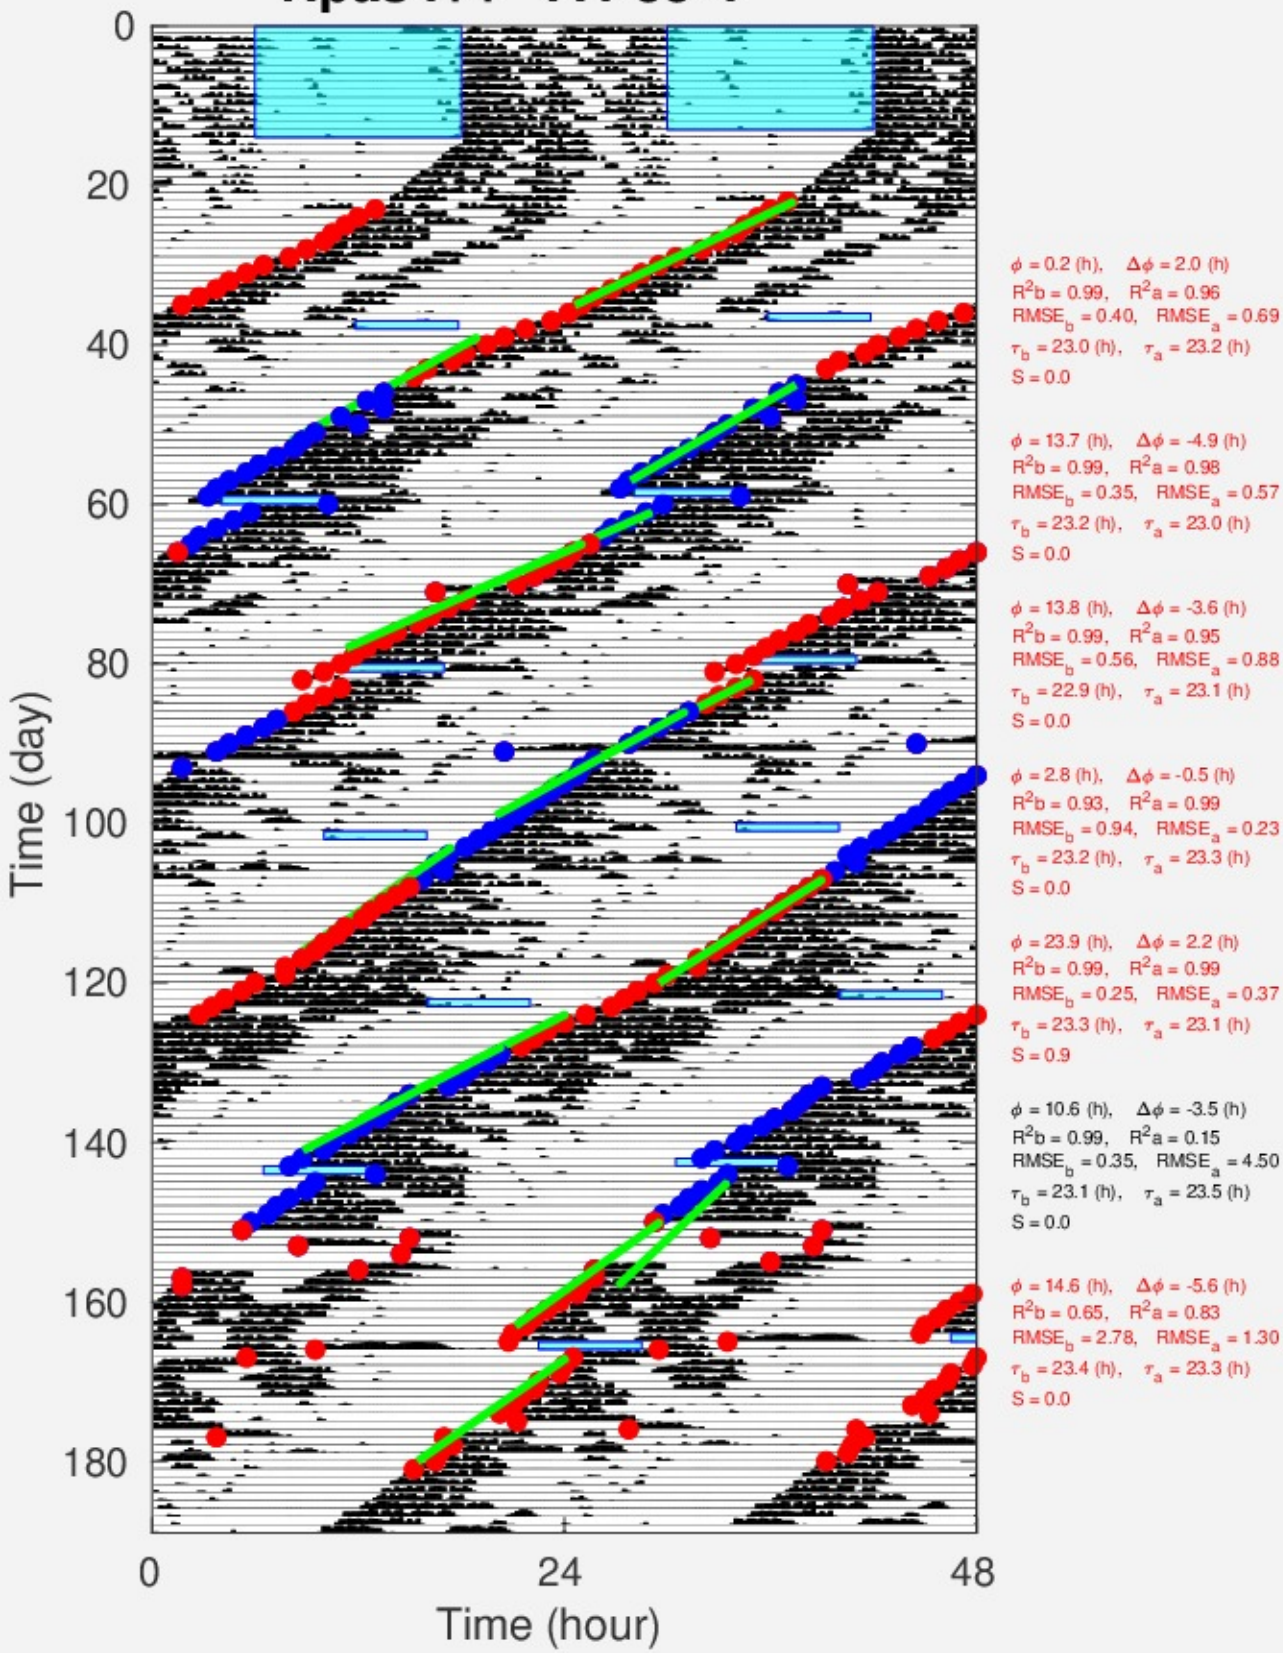 0
20
40
60
80
100
120
140
160
180
Time (day)
0
24
48
Time (hour)
ϕ = 0.2 (h), Δϕ = 2.0 (h)
R²b = 0.99, R²a = 0.96
RMSE_b = 0.40, RMSE_a = 0.69
τ_b = 23.0 (h), τ_a = 23.2 (h)
S = 0.0
ϕ = 13.7 (h), Δϕ = -4.9 (h)
R²b = 0.99, R²a = 0.98
RMSE_b = 0.35, RMSE_a = 0.57
τ_b = 23.2 (h), τ_a = 23.0 (h)
S = 0.0
ϕ = 13.8 (h), Δϕ = -3.6 (h)
R²b = 0.99, R²a = 0.95
RMSE_b = 0.56, RMSE_a = 0.88
τ_b = 22.9 (h), τ_a = 23.1 (h)
S = 0.0
ϕ = 2.8 (h), Δϕ = -0.5 (h)
R²b = 0.93, R²a = 0.99
RMSE_b = 0.94, RMSE_a = 0.23
τ_b = 23.2 (h), τ_a = 23.3 (h)
S = 0.0
ϕ = 23.9 (h), Δϕ = 2.2 (h)
R²b = 0.99, R²a = 0.99
RMSE_b = 0.25, RMSE_a = 0.37
τ_b = 23.3 (h), τ_a = 23.1 (h)
S = 0.9
ϕ = 10.6 (h), Δϕ = -3.5 (h)
R²b = 0.99, R²a = 0.15
RMSE_b = 0.35, RMSE_a = 4.50
τ_b = 23.1 (h), τ_a = 23.5 (h)
S = 0.0
ϕ = 14.6 (h), Δϕ = -5.6 (h)
R²b = 0.65, R²a = 0.83
RMSE_b = 2.78, RMSE_a = 1.30
τ_b = 23.4 (h), τ_a = 23.3 (h)
S = 0.0